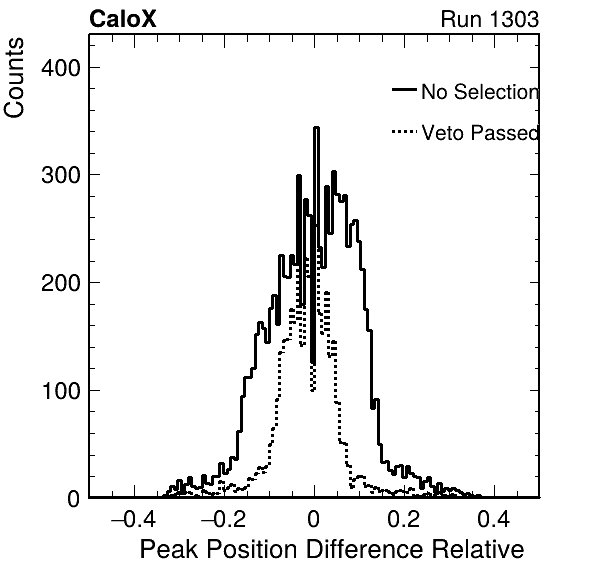 CaloX Run 1303
Counts
400
300
200
100
0
No Selection
Veto Passed
−0.4 −0.2 0 0.2 0.4
Peak Position Difference Relative